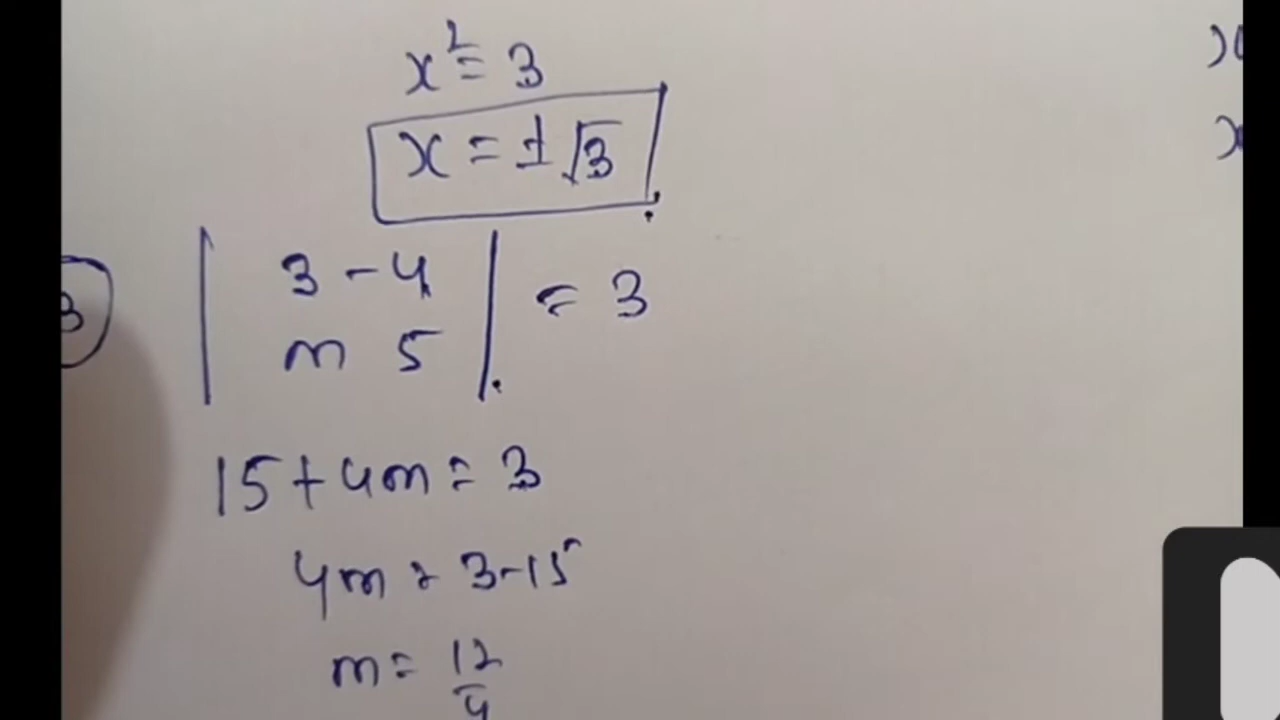 x² = 3
x = ±√3
3
| 3 -4 | = 3
| m 5 |
15 + 4m = 3
4m = 3-15
m = 12/4